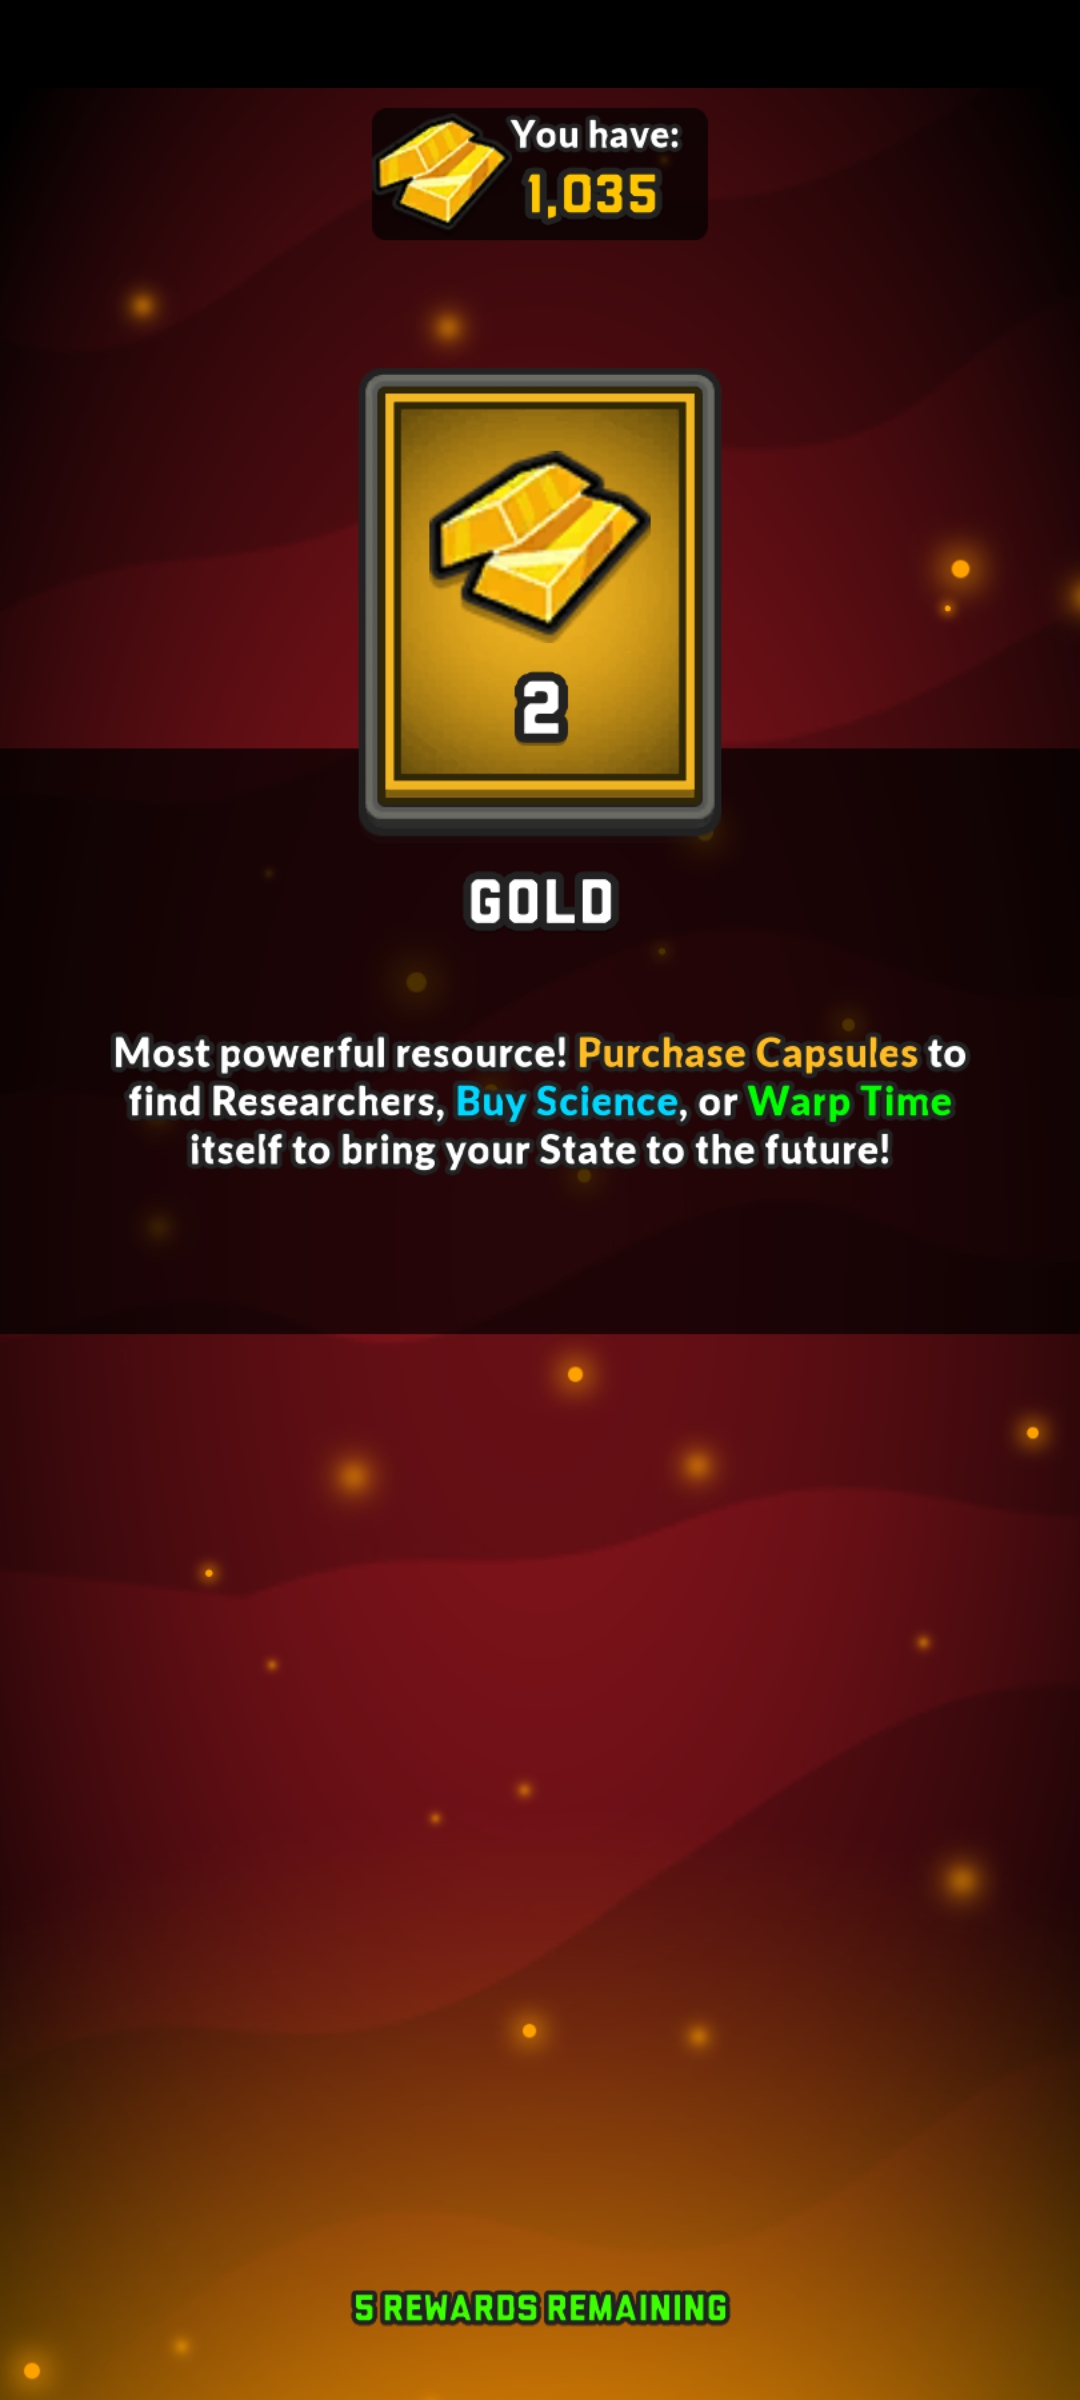 You have:
1,035
2
GOLD
Most powerful resource! Purchase Capsules to
find Researchers, Buy Science, or Warp Time
itself to bring your State to the future!
5 REWARDS REMAINING